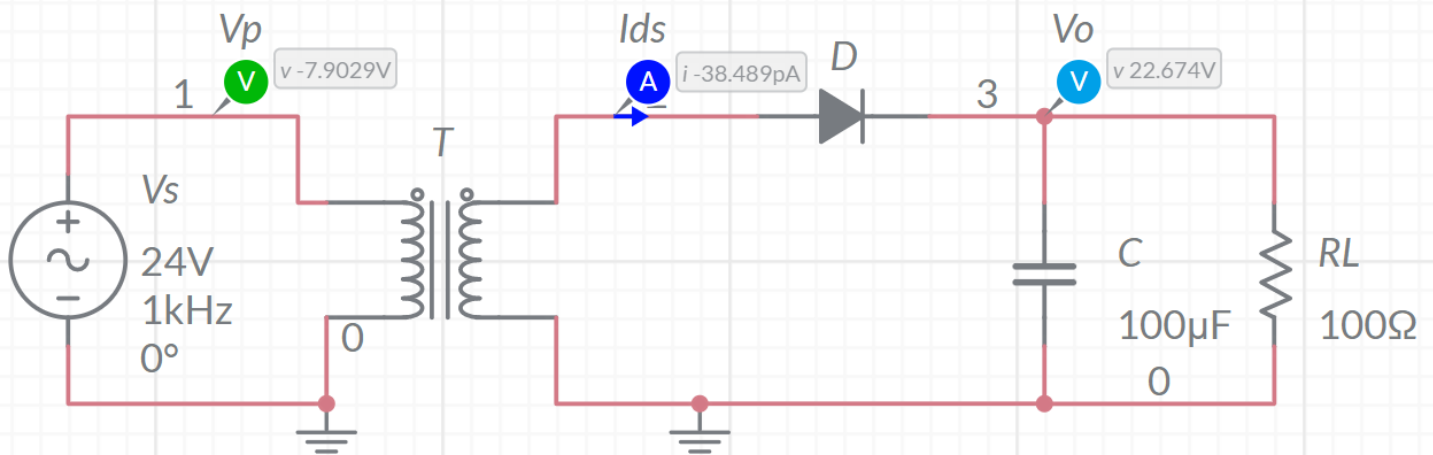 Vp
v -7.9029V
V
1
Vs
24V
1kHz
0°
T
0
Ids
A
i -38.489pA
D
3
Vo
V
v 22.674V
C
100µF
RL
100Ω
0